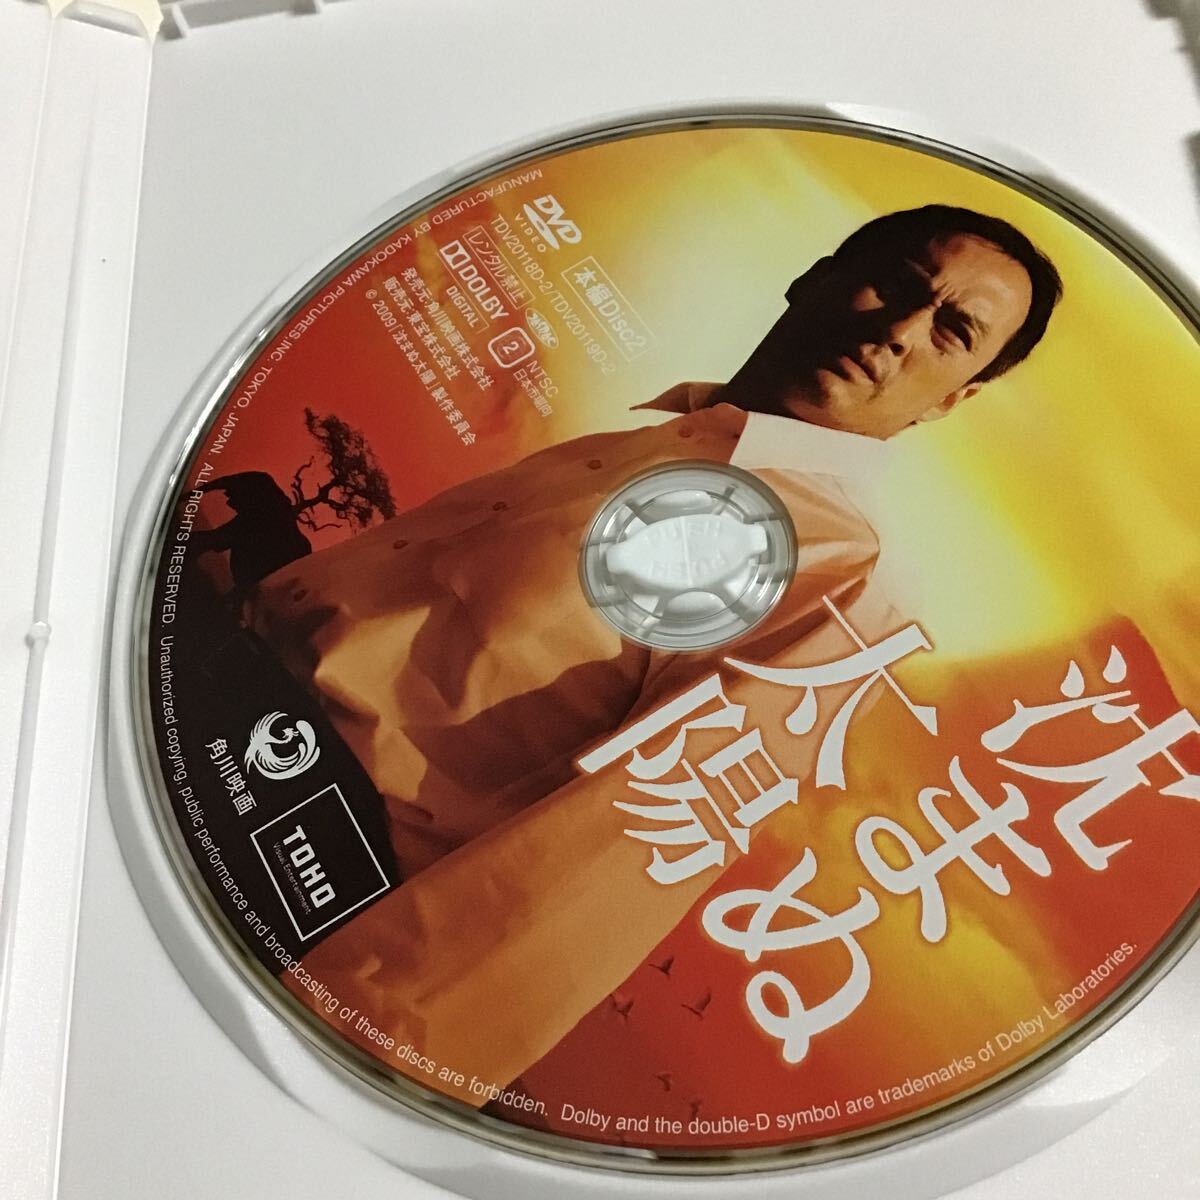 DVD
VIDEO
本編Disc2
TDV20118D-2/TDV20119D-2
レンタル禁止
DOLBY
DIGITAL
2
NTSC
日本市場向
発売元:角川映画株式会社
販売元:東宝株式会社
© 2009「沈まぬ太陽」製作委員会
沈まぬ
太陽
角川映画
TOHO
Visual Entertainment
MANUFACTURED BY KADOKAWA PICTURES,INC. TOKYO, JAPAN. ALL RIGHTS RESERVED. Unauthorized copying, public performance and broadcasting of these discs are forbidden. Dolby and the double-D symbol are trademarks of Dolby Laboratories.
PUSH